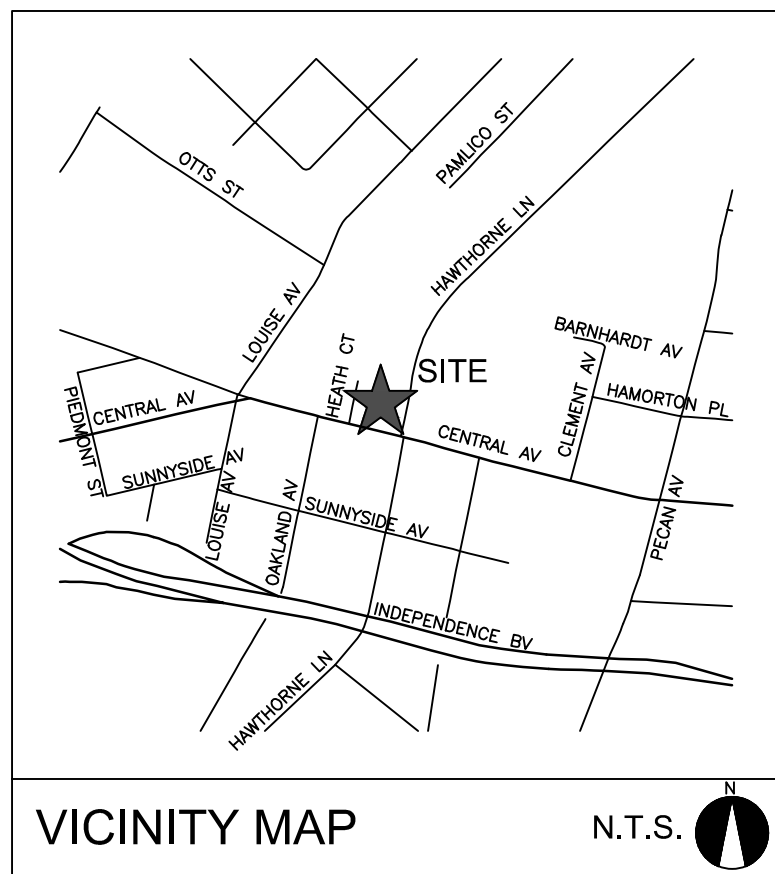 PAMLICO ST
OTTS ST
HAWTHORNE LN
LOUISE AV
BARNHARDT AV
HEATH CT
SITE
CLEMENT AV
HAMORTON PL
PIEDMONT ST
CENTRAL AV
CENTRAL AV
SUNNYSIDE AV
LOUISE AV
OAKLAND AV
SUNNYSIDE AV
PECAN AV
INDEPENDENCE BV
HAWTHORNE LN
VICINITY MAP
N.T.S.
N